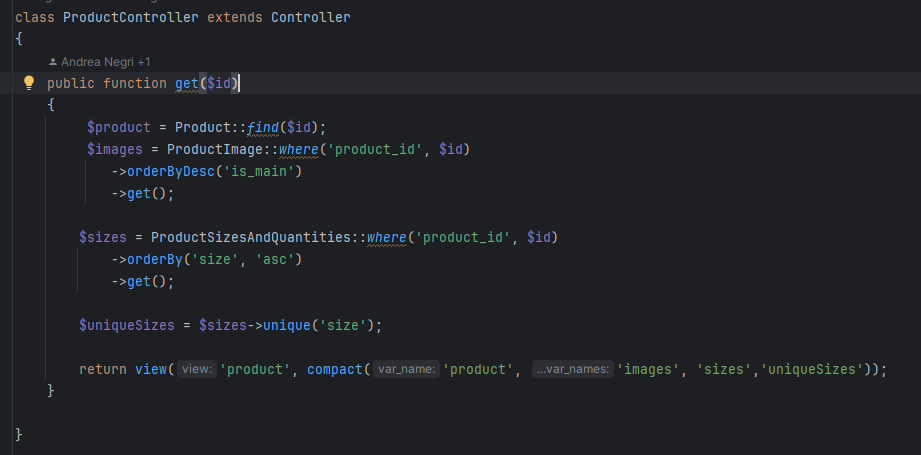 class ProductController extends Controller
{
Andrea Negri +1
public function get($id)
{
$product = Product::find($id);
$images = ProductImage::where('product_id', $id)
->orderByDesc('is_main')
->get();
$sizes = ProductSizesAndQuantities::where('product_id', $id)
->orderBy('size', 'asc')
->get();
$uniqueSizes = $sizes->unique('size');
return view( view: 'product', compact( var_name: 'product', ...var_names: 'images', 'sizes','uniqueSizes'));
}
}